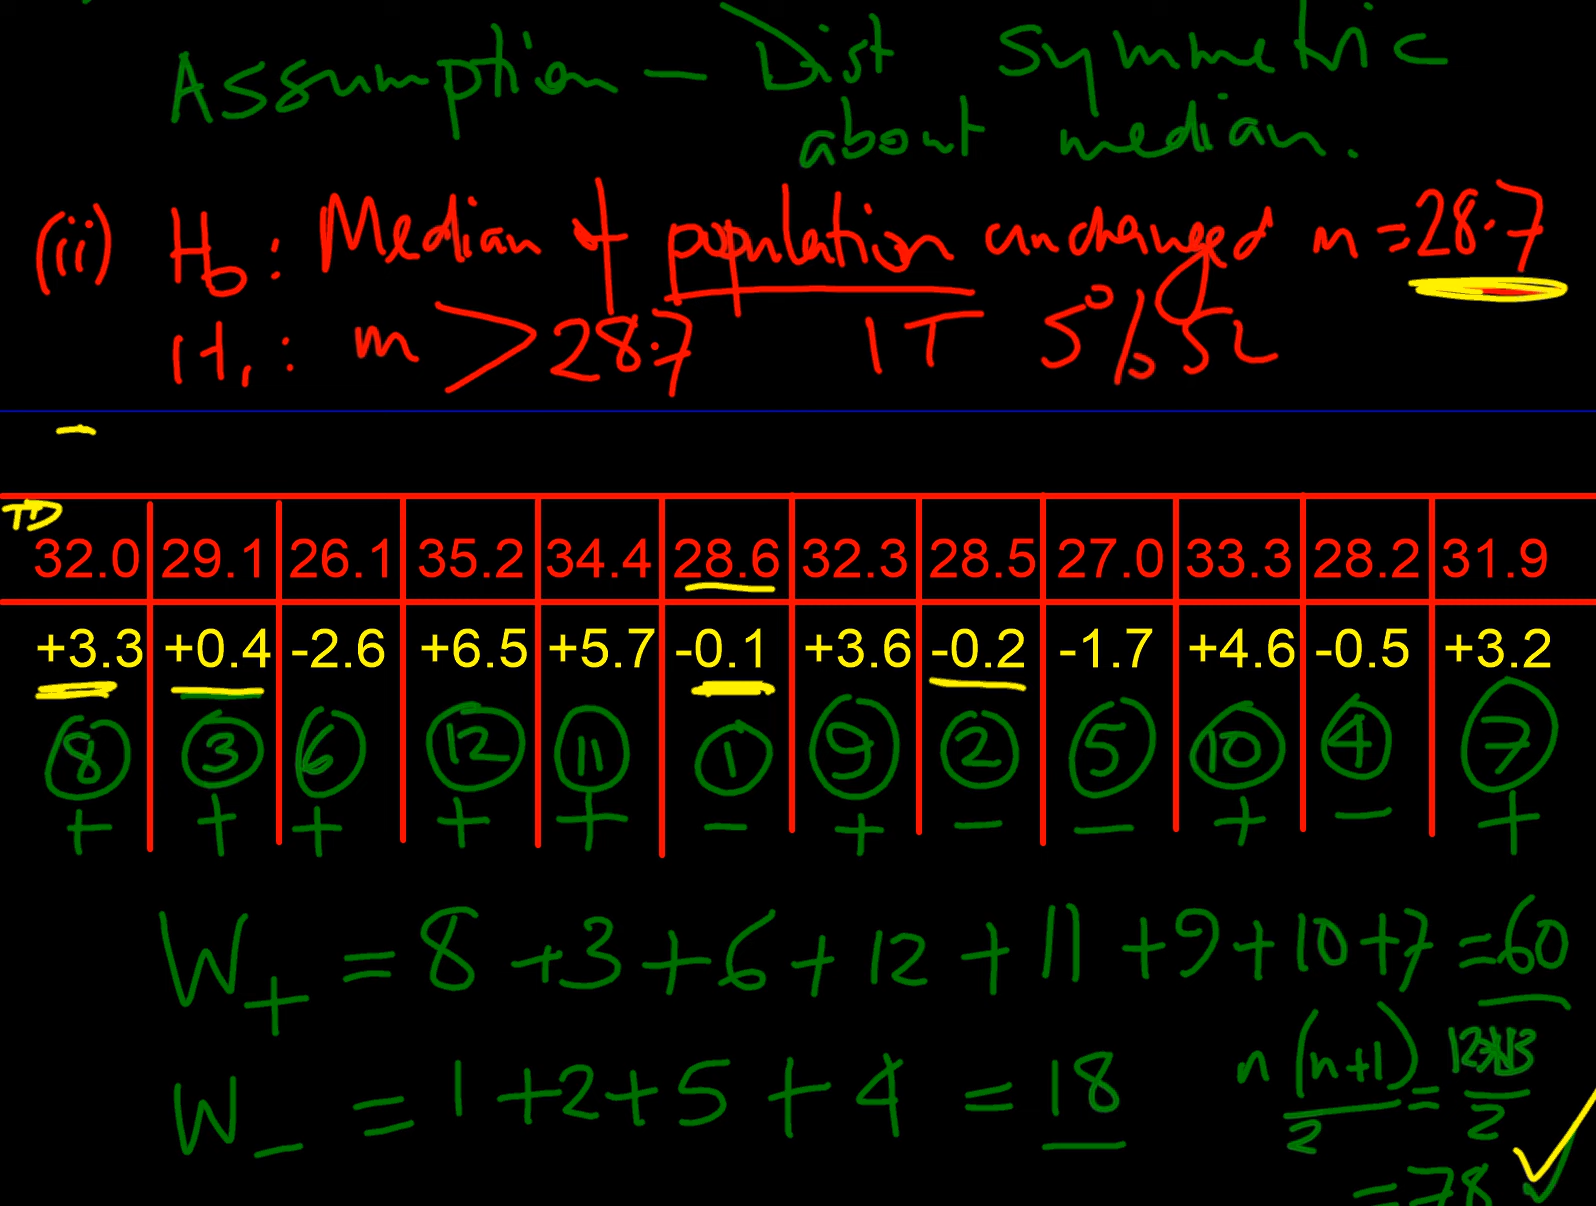 Assumption - Dist symmetric
about median.
(ii) H0: Median of population unchanged m = 28.7
H1: m > 28.7 1T 5% SL
-
TD
32.0 29.1 26.1 35.2 34.4 28.6 32.3 28.5 27.0 33.3 28.2 31.9
+3.3 +0.4 -2.6 +6.5 +5.7 -0.1 +3.6 -0.2 -1.7 +4.6 -0.5 +3.2
8 3 6 12 11 1 9 2 5 10 4 7
+ + + + + - + - - + - +
W+ = 8+3+6+12+11+9+10+7 = 60
W- = 1+2+5+4 = 18
n(n+1)/2 = 12×13/2
= 78 ✓